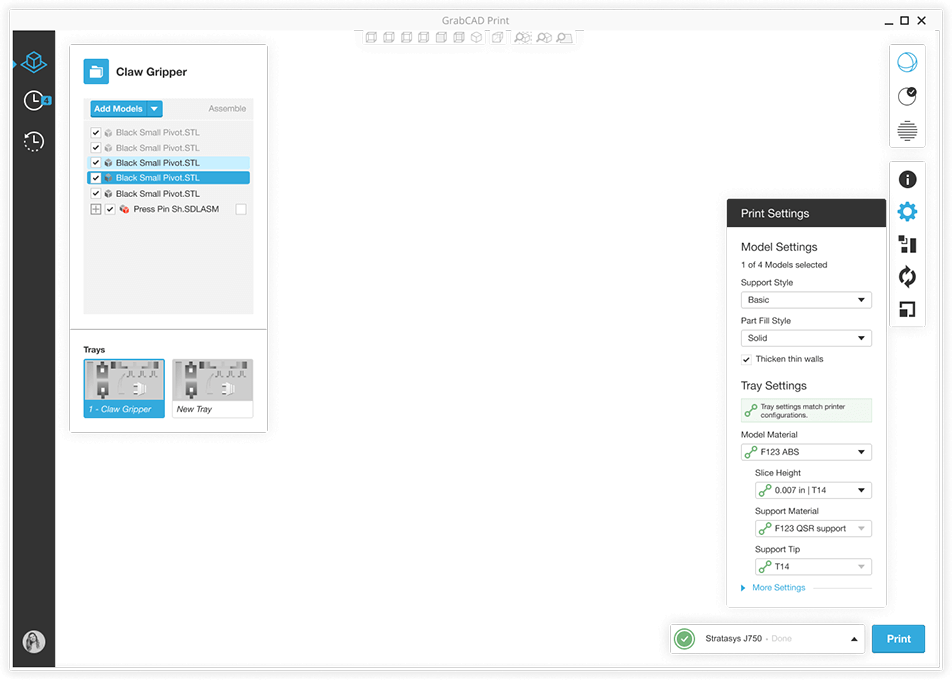 GrabCAD Print
4
Claw Gripper
Add Models
Assemble
Black Small Pivot.STL
Black Small Pivot.STL
Black Small Pivot.STL
Black Small Pivot.STL
Black Small Pivot.STL
Press Pin Sh.SDLASM
Trays
1 - Claw Gripper
New Tray
Print Settings
Model Settings
1 of 4 Models selected
Support Style
Basic
Part Fill Style
Solid
Thicken thin walls
Tray Settings
Tray settings match printer
configurations.
Model Material
F123 ABS
Slice Height
0.007 in | T14
Support Material
F123 QSR support
Support Tip
T14
More Settings
Stratasys J750 - Done
Print